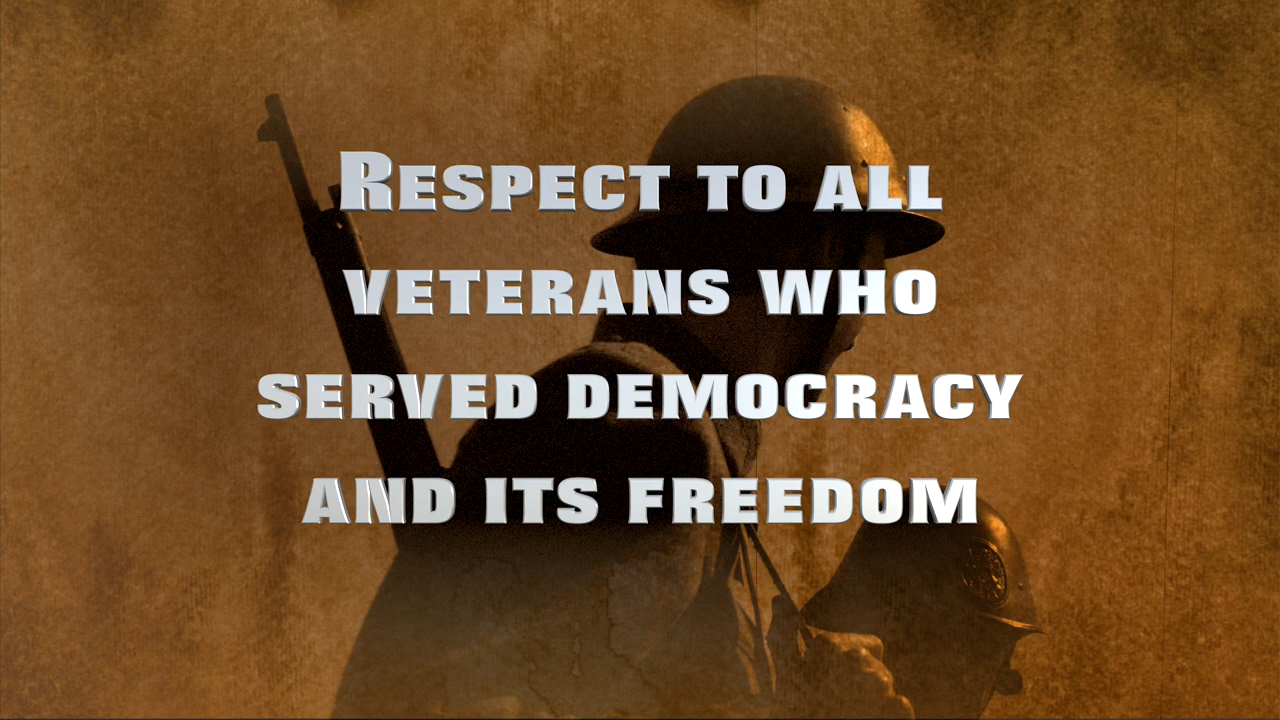 Respect to all
veterans who
served democracy
and its freedom